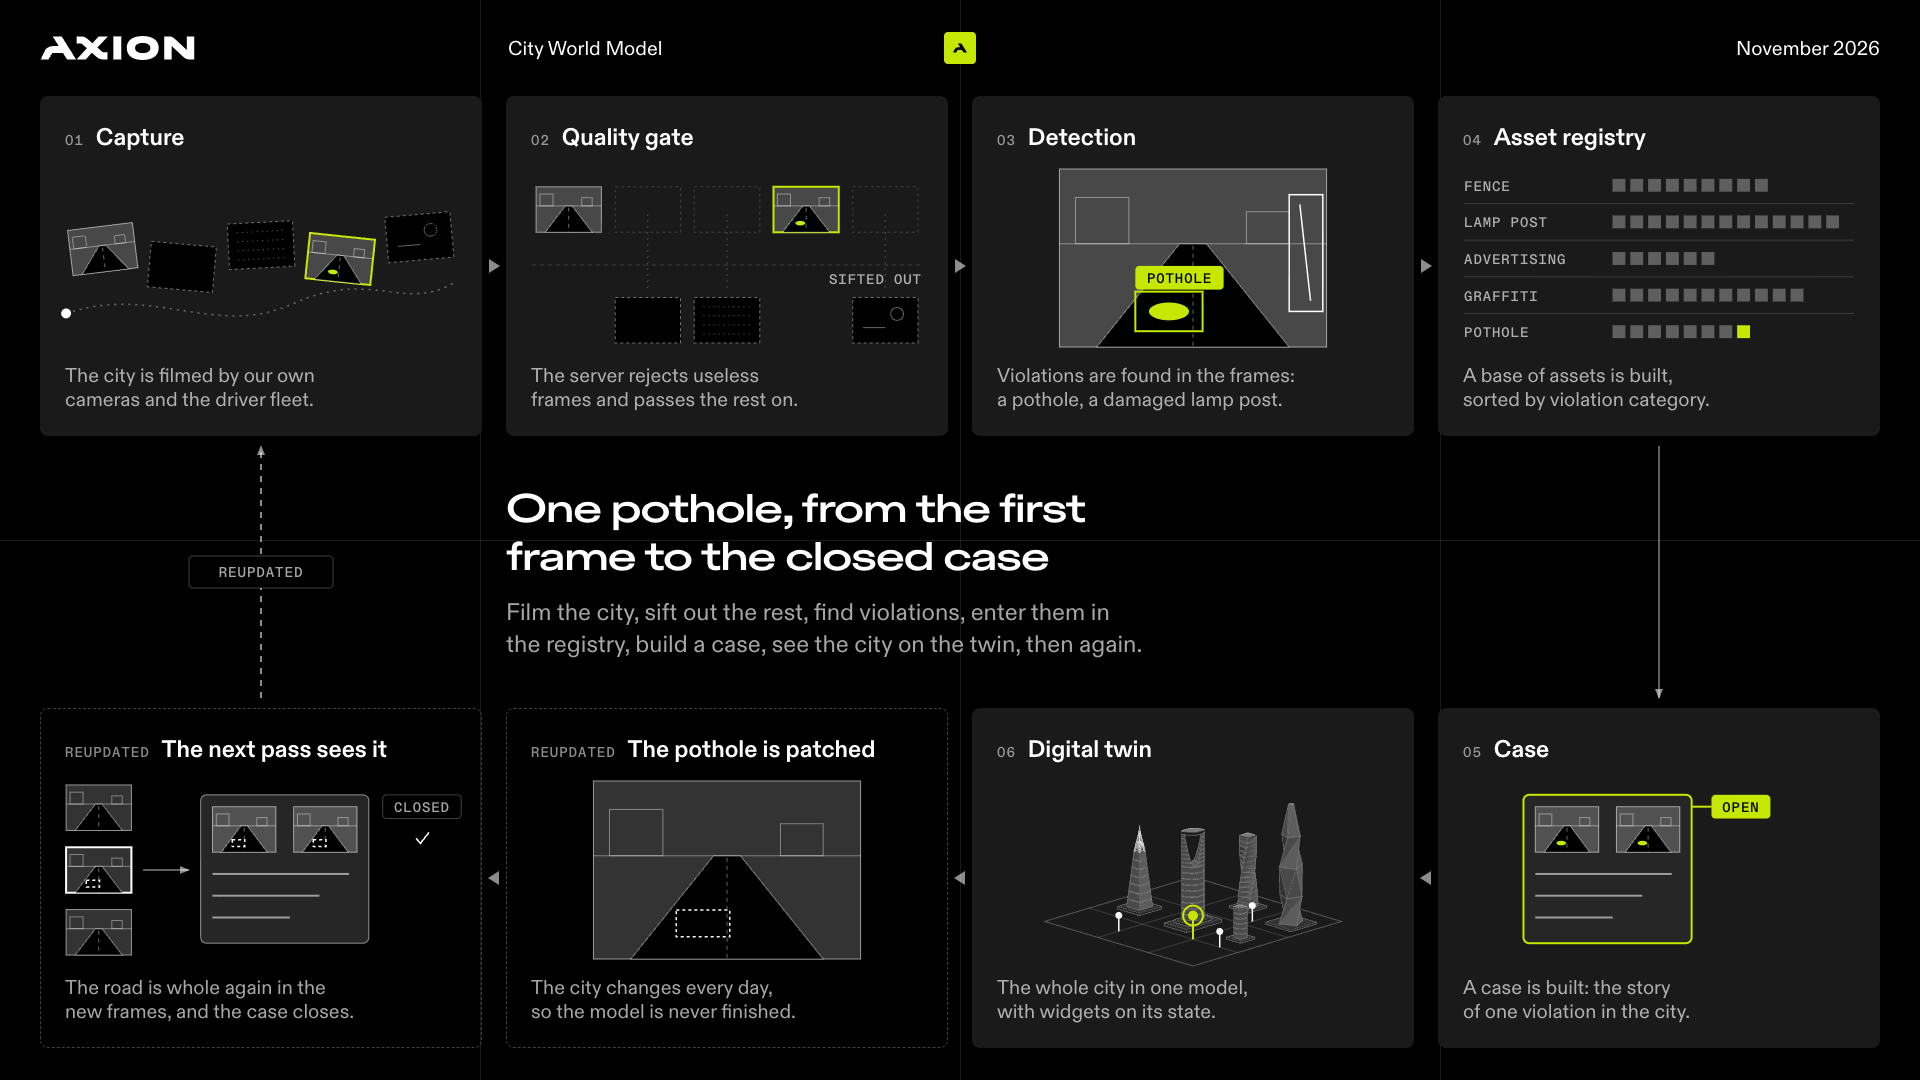 AXION
City World Model
November 2026
01 Capture
The city is filmed by our own
cameras and the driver fleet.
02 Quality gate
SIFTED OUT
The server rejects useless
frames and passes the rest on.
03 Detection
POTHOLE
Violations are found in the frames:
a pothole, a damaged lamp post.
04 Asset registry
FENCE
LAMP POST
ADVERTISING
GRAFFITI
POTHOLE
A base of assets is built,
sorted by violation category.
REUPDATED
One pothole, from the first
frame to the closed case
Film the city, sift out the rest, find violations, enter them in
the registry, build a case, see the city on the twin, then again.
REUPDATED The next pass sees it
CLOSED
The road is whole again in the
new frames, and the case closes.
REUPDATED The pothole is patched
The city changes every day,
so the model is never finished.
06 Digital twin
The whole city in one model,
with widgets on its state.
05 Case
OPEN
A case is built: the story
of one violation in the city.